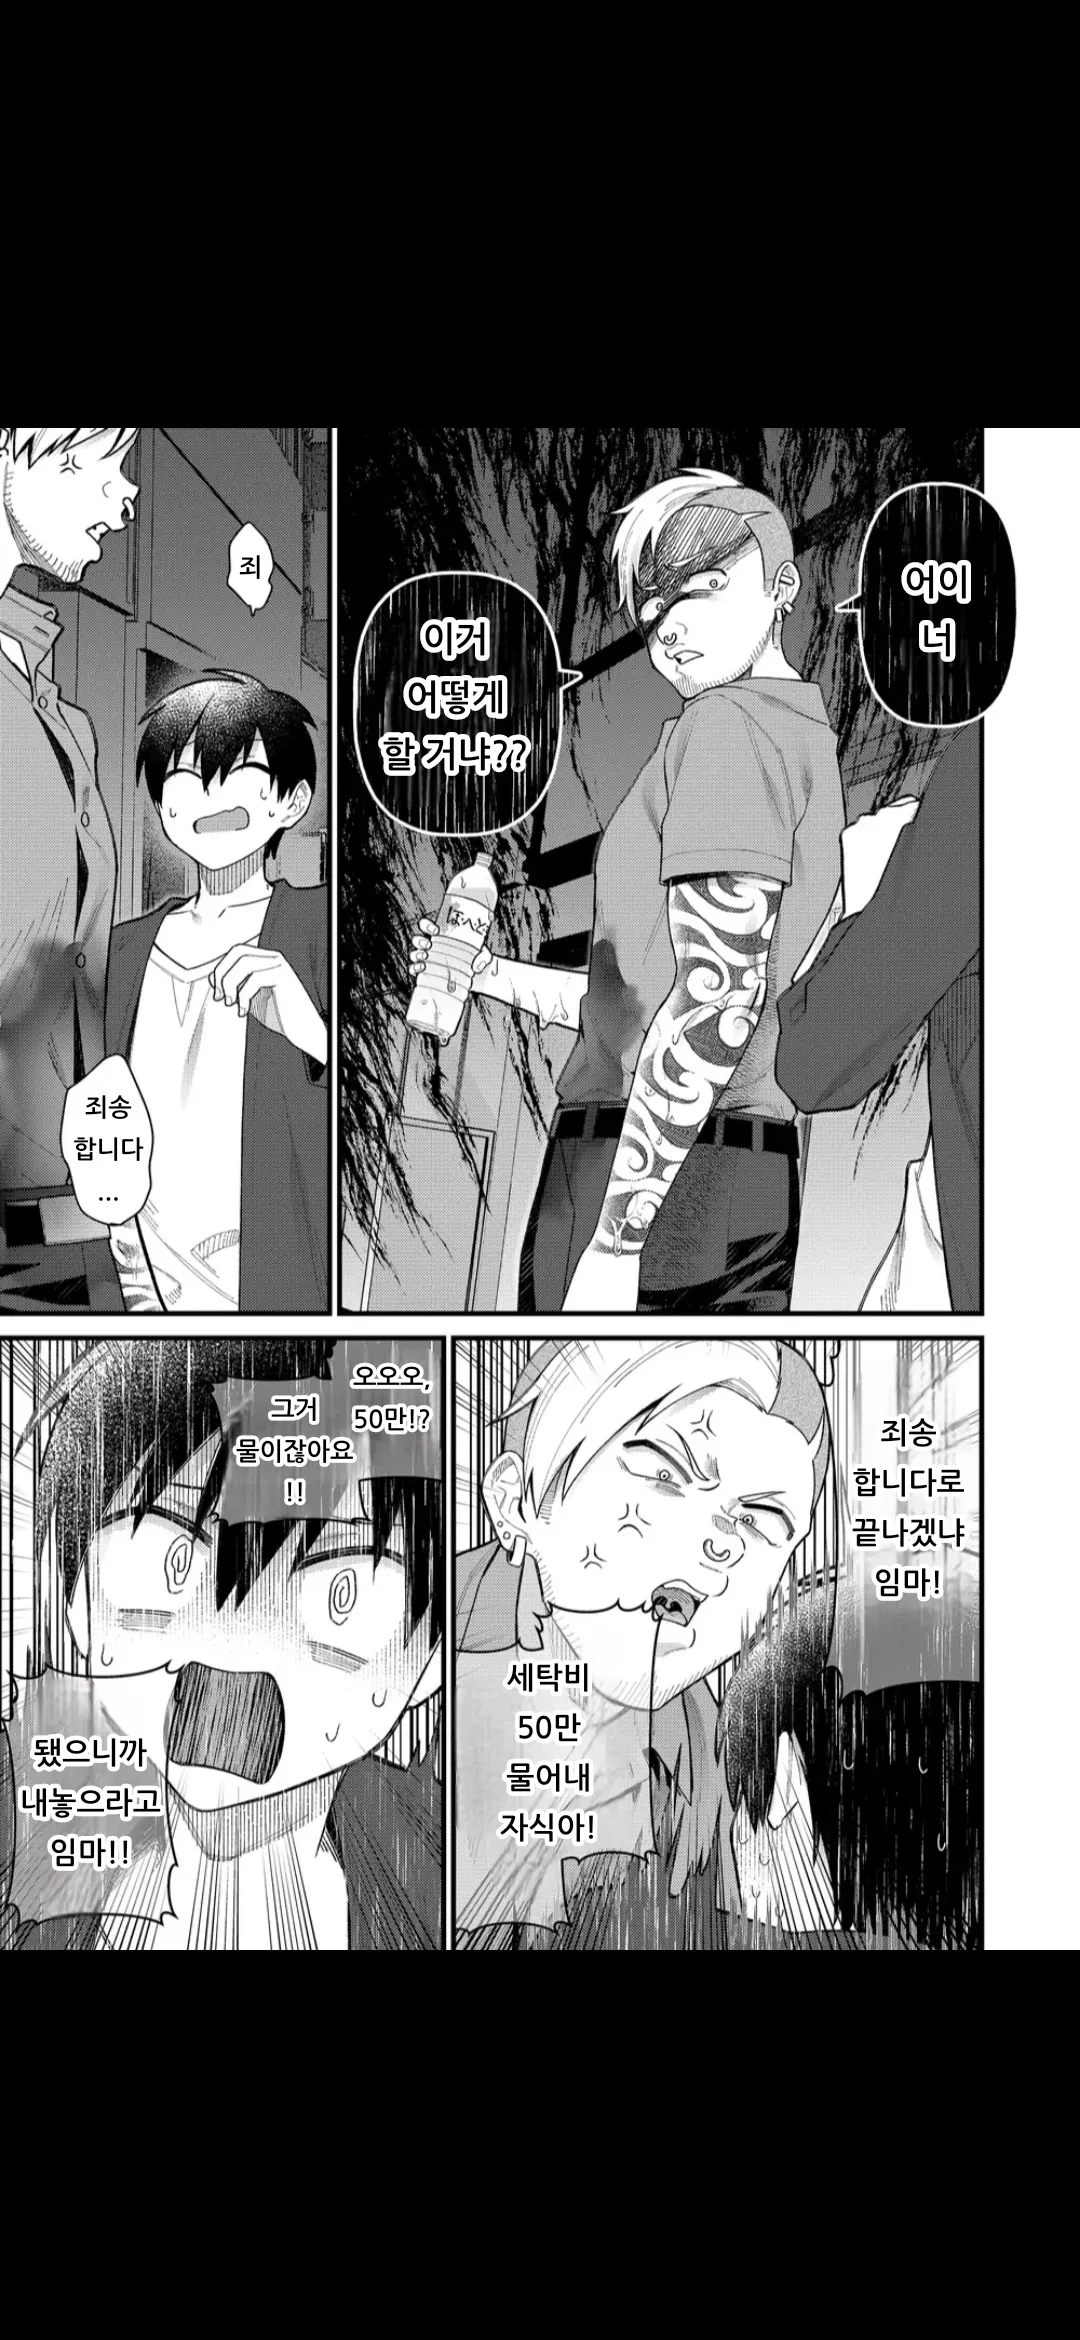 어이
너
이거
어떻게
할 거냐??
ほへと
죄
죄송
합니다
...
죄송
합니다로
끝나겠냐
임마!
세탁비
50만
물어내
자식아!
오오오,
50만!?
그거
물이잖아요
!!
됐으니까
내놓으라고
임마!!